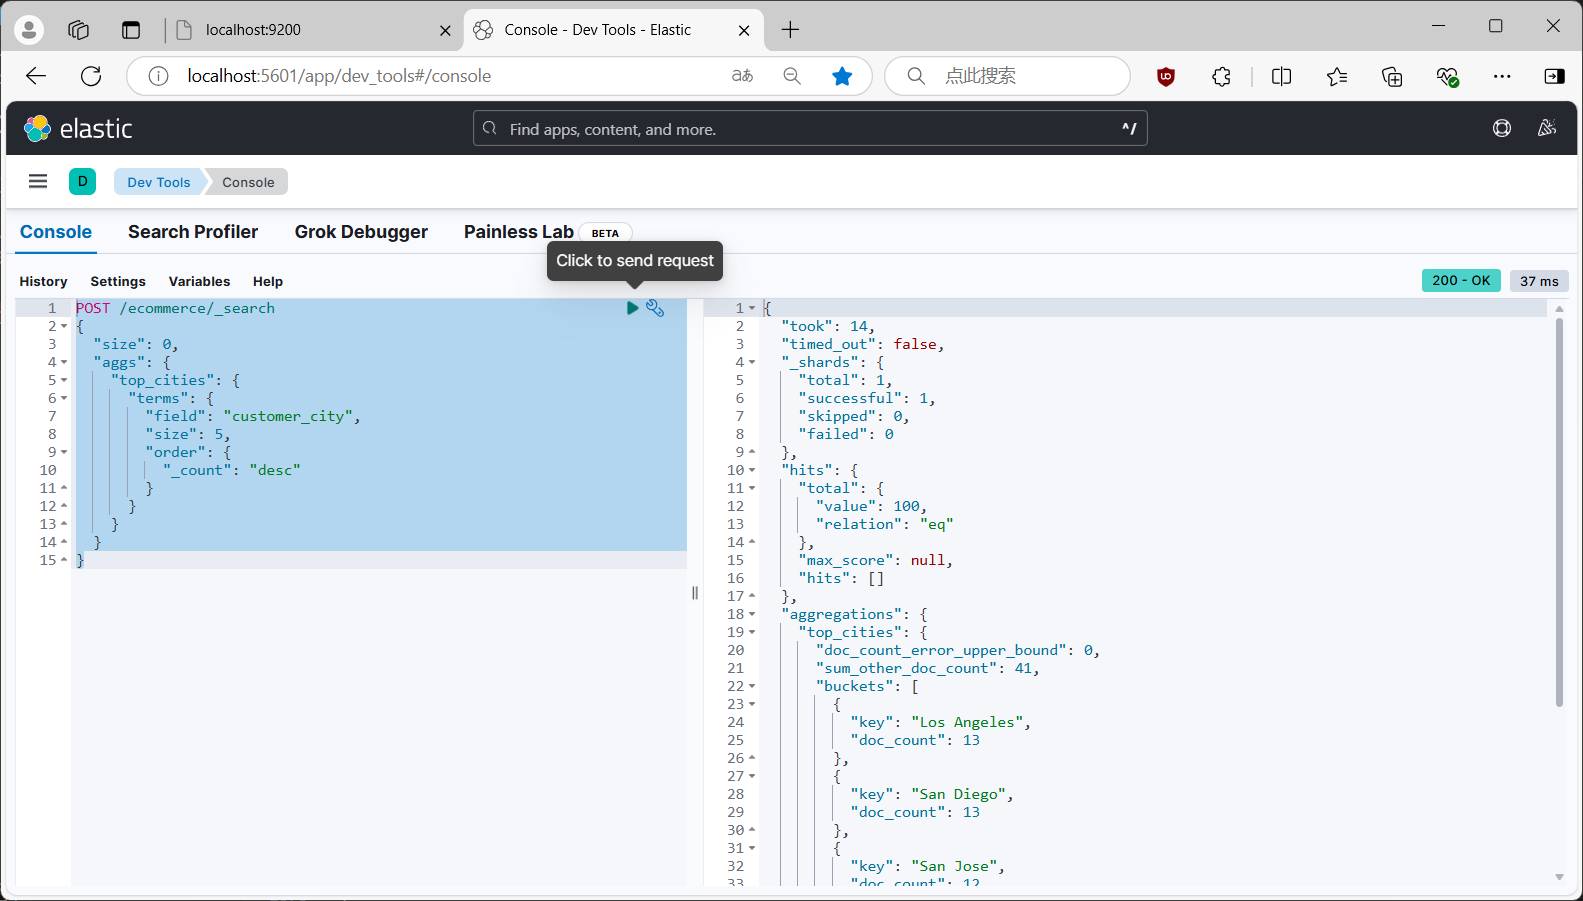 localhost:9200
Console - Dev Tools - Elastic
localhost:5601/app/dev_tools#/console
aあ
点此搜索
elastic
Find apps, content, and more.
^/
D
Dev Tools
Console
Console
Search Profiler
Grok Debugger
Painless Lab
BETA
Click to send request
History
Settings
Variables
Help
200 - OK
37 ms
1 POST /ecommerce/_search
2 {
3 "size": 0,
4 "aggs": {
5 "top_cities": {
6 "terms": {
7 "field": "customer_city",
8 "size": 5,
9 "order": {
10 "_count": "desc"
11 }
12 }
13 }
14 }
15 }
1 {
2 "took": 14,
3 "timed_out": false,
4 "_shards": {
5 "total": 1,
6 "successful": 1,
7 "skipped": 0,
8 "failed": 0
9 },
10 "hits": {
11 "total": {
12 "value": 100,
13 "relation": "eq"
14 },
15 "max_score": null,
16 "hits": []
17 },
18 "aggregations": {
19 "top_cities": {
20 "doc_count_error_upper_bound": 0,
21 "sum_other_doc_count": 41,
22 "buckets": [
23 {
24 "key": "Los Angeles",
25 "doc_count": 13
26 },
27 {
28 "key": "San Diego",
29 "doc_count": 13
30 },
31 {
32 "key": "San Jose",
33 "doc_count": 12